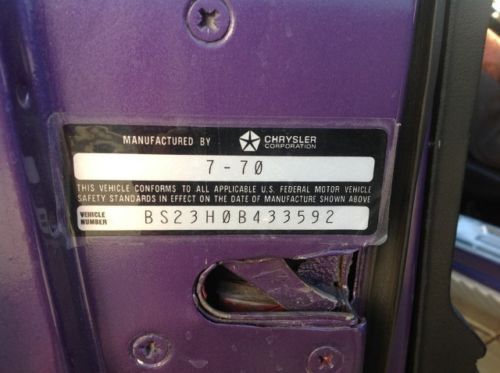 MANUFACTURED BY CHRYSLER CORPORATION
7-70
THIS VEHICLE CONFORMS TO ALL APPLICABLE U.S. FEDERAL MOTOR VEHICLE
SAFETY STANDARDS IN EFFECT ON THE DATE OF MANUFACTURE SHOWN ABOVE
VEHICLE NUMBER BS23H0B433592